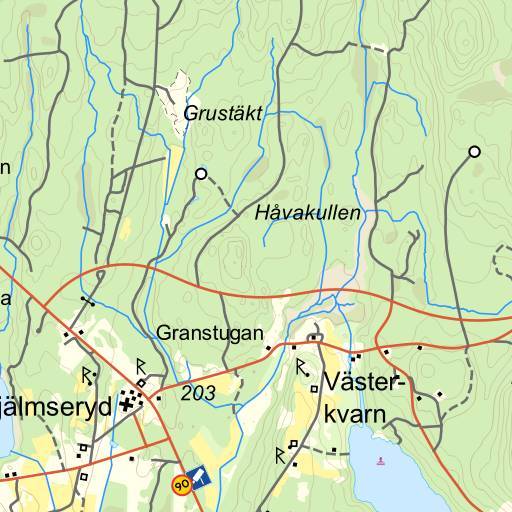 Grustäkt
n
Håvakullen
a
Granstugan
203
Väster-
kvarn
jälmseryd
90